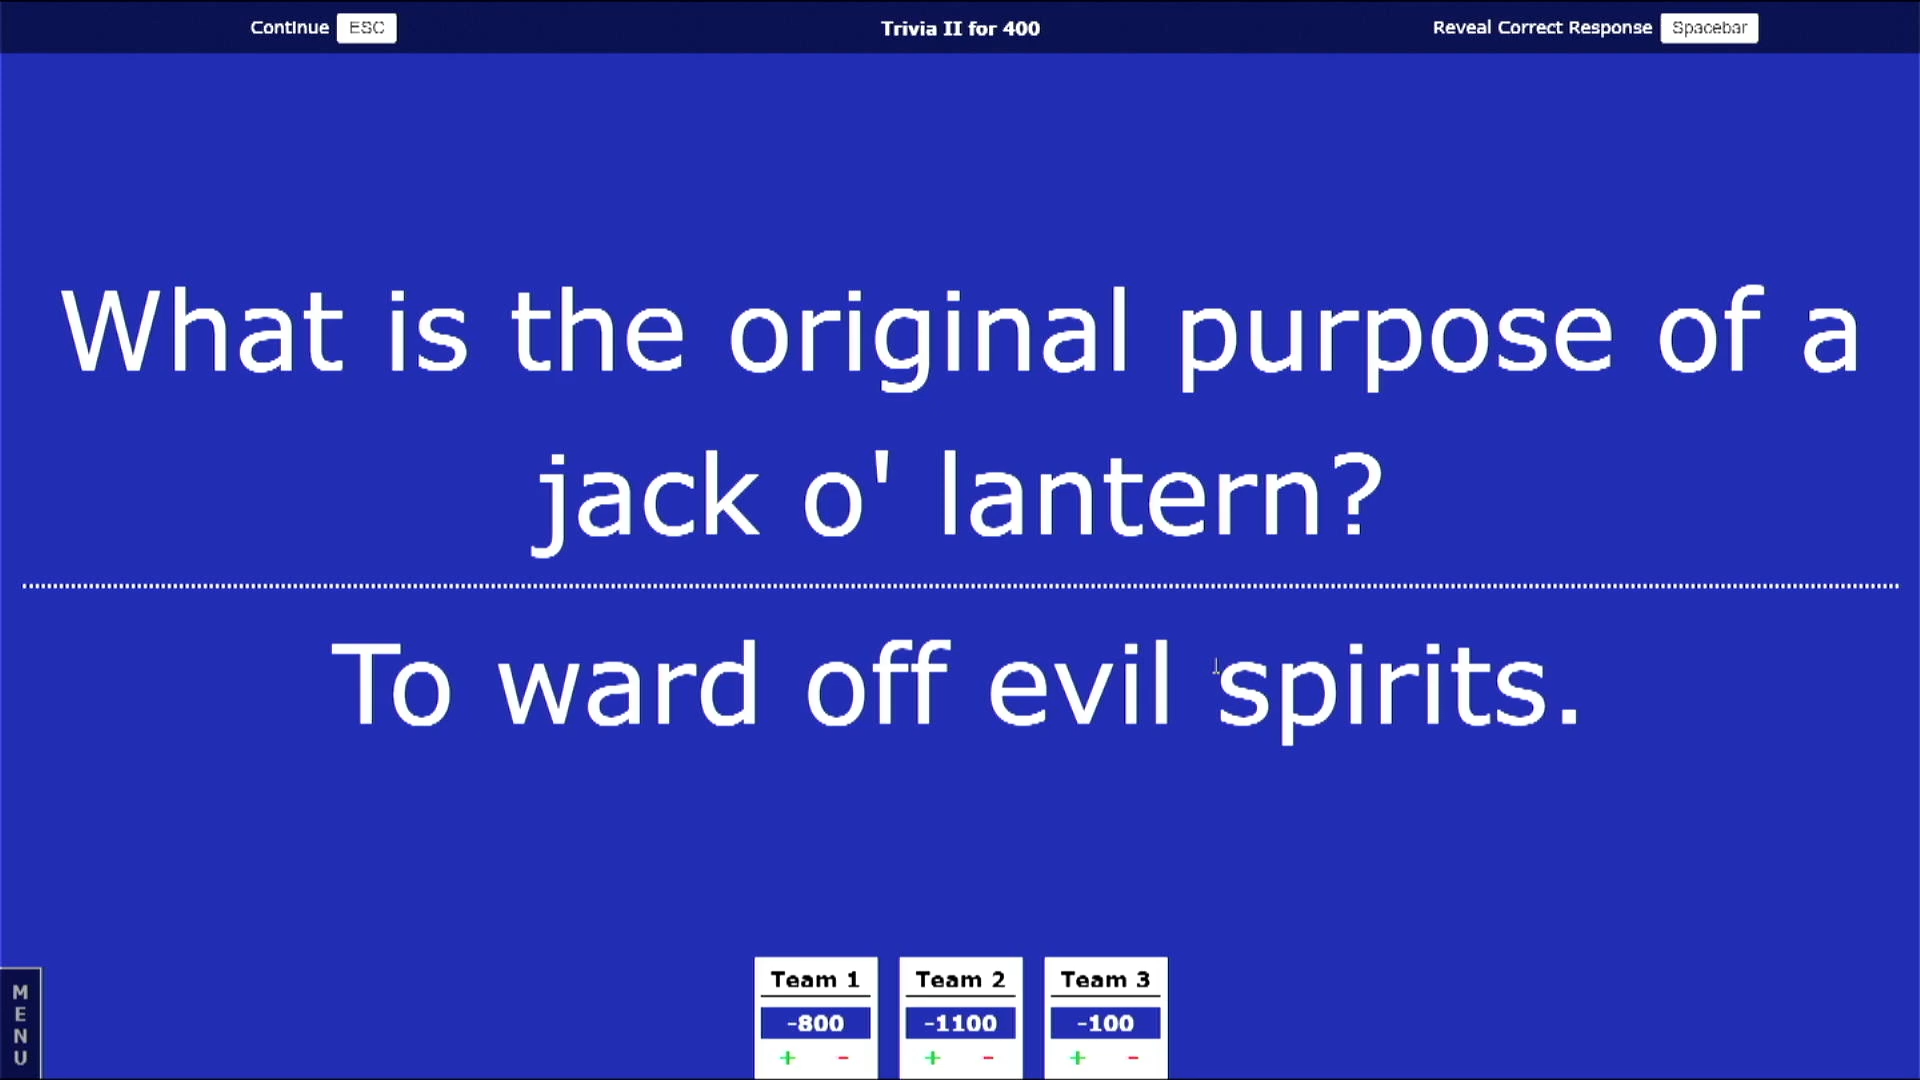 Continue ESC Trivia II for 400 Reveal Correct Response Spacebar
What is the original purpose of a
jack o' lantern?
To ward off evil spirits.
MENU
Team 1 Team 2 Team 3
-800 -1100 -100
+ - + - + -